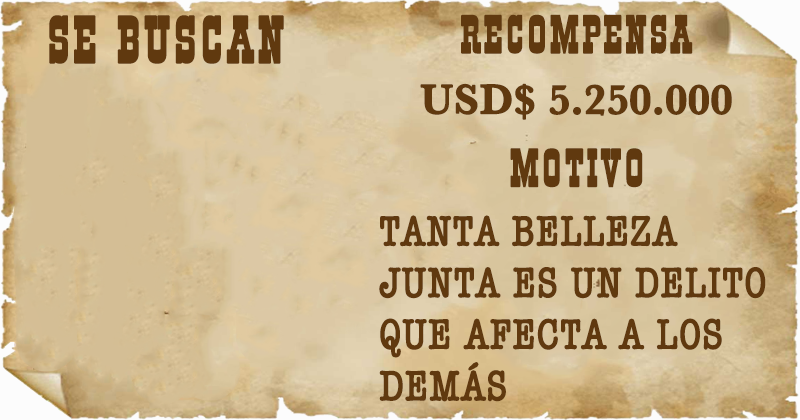 SE BUSCAN
RECOMPENSA
USD$ 5.250.000
MOTIVO
TANTA BELLEZA
JUNTA ES UN DELITO
QUE AFECTA A LOS
DEMÁS